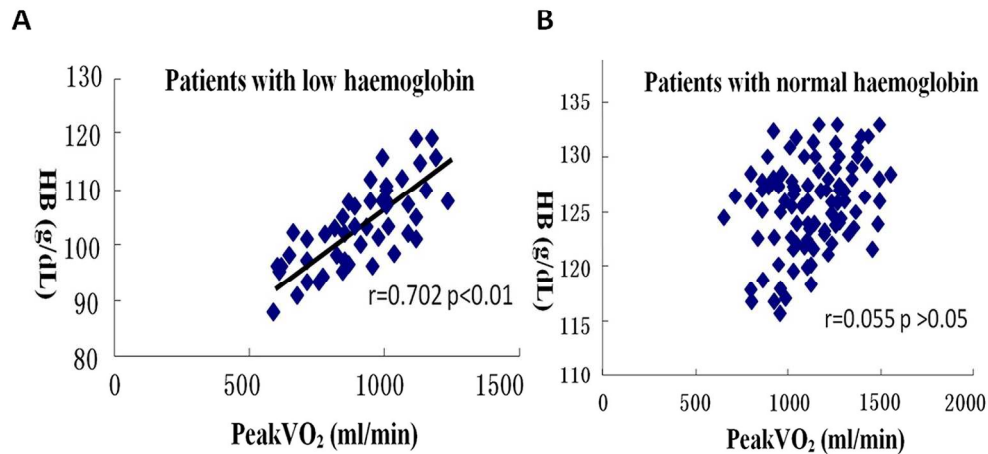 A
Patients with low haemoglobin
130
120
110
100
90
80
HB (g/dL)
r=0.702 p<0.01
0
500
1000
1500
PeakVO₂ (ml/min)
B
Patients with normal haemoglobin
135
130
125
120
115
110
HB (g/dL)
r=0.055 p >0.05
0
500
1000
1500
2000
PeakVO₂ (ml/min)